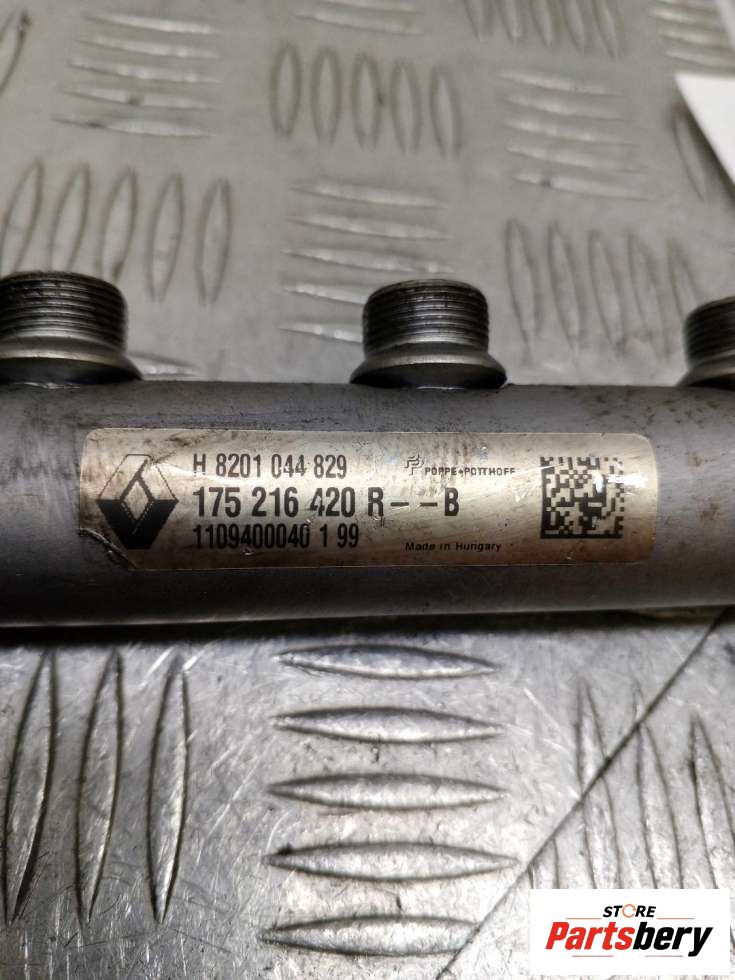 H 8201 044 829
POPPE+POTTHOFF
175 216 420 R--B
1109400040 1 99
Made in Hungary
STORE
Partsbery